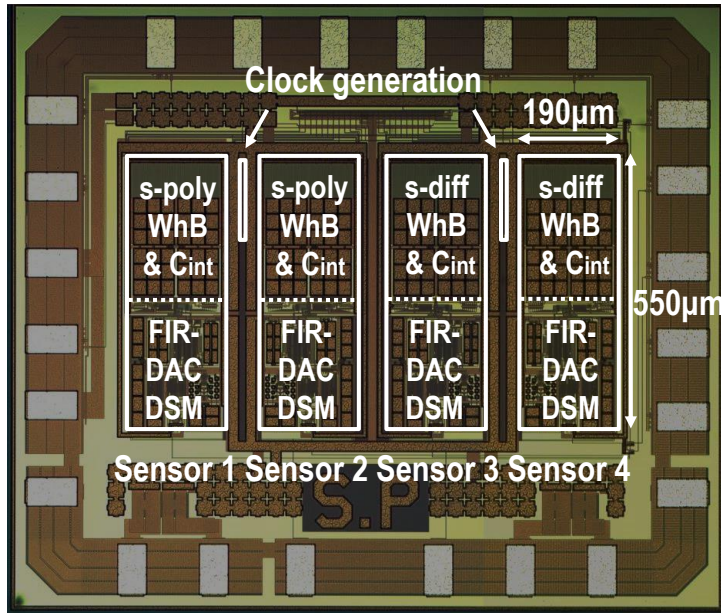 Clock generation
190µm
s-poly
WhB
& Cint
FIR-
DAC
DSM
s-poly
WhB
& Cint
FIR-
DAC
DSM
s-diff
WhB
& Cint
FIR-
DAC
DSM
s-diff
WhB
& Cint
FIR-
DAC
DSM
550µm
Sensor 1 Sensor 2 Sensor 3 Sensor 4
S.P